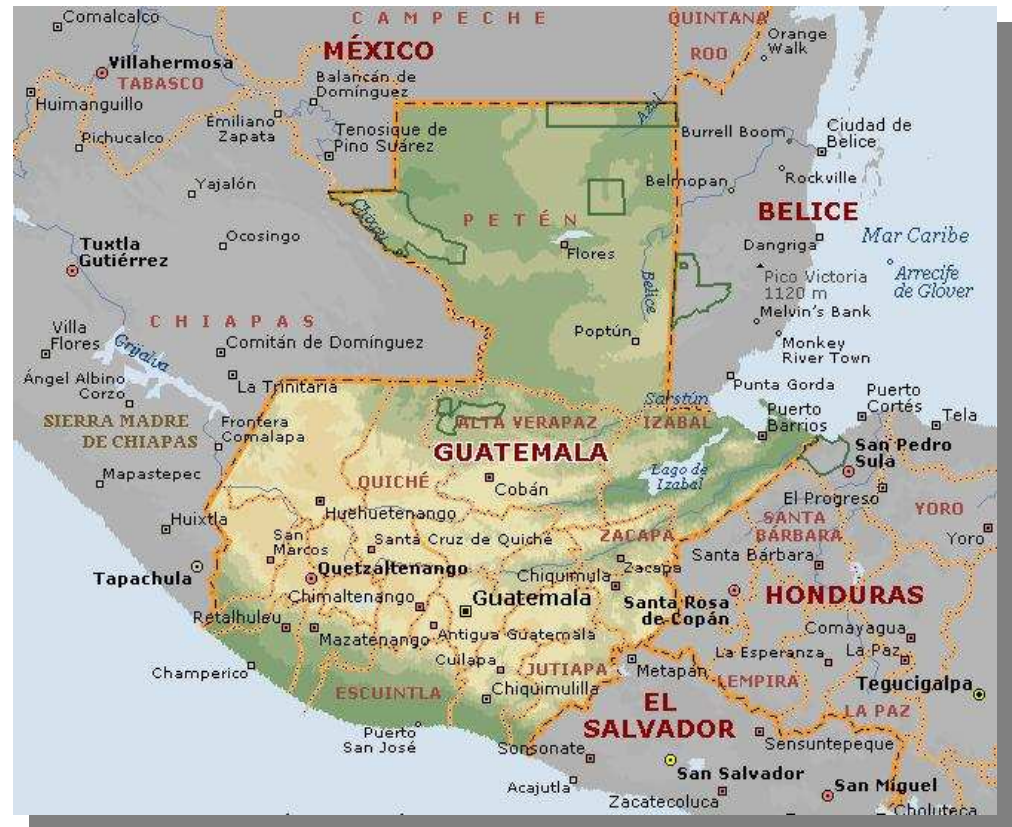 Comalcalco
CAMPECHE
QUINTANA
ROO
Orange
Walk
MÉXICO
Villahermosa
TABASCO
Balancán de
Domínguez
Huimanguillo
Emiliano
Zapata
Tenosique de
Pino Suárez
Azul
Burrell Boom
Ciudad de
Belice
Pichucalco
Yajalón
Belmopan
Rockville
PETÉN
BELICE
Chixoy
Ocosingo
Flores
Dangriga
Mar Caribe
Tuxtla
Gutiérrez
Belice
Pico Victoria
1120 m
Arrecife
de Glover
CHIAPAS
Melvin's Bank
Villa
Flores
Grijalva
Comitán de Domínguez
Poptún
Monkey
River Town
Ángel Albino
Corzo
La Trinitaria
Sarstún
Punta Gorda
Puerto
Cortés
SIERRA MADRE
DE CHIAPAS
Frontera
Comalapa
ALTA VERAPAZ
IZABAL
Puerto
Barrios
Tela
GUATEMALA
San Pedro
Sula
Mapastepec
QUICHÉ
Cobán
Lago de
Izabal
El Progreso
Huehuetenango
SANTA
BÁRBARA
YORO
Huixtla
San
Marcos
Santa Cruz de Quiché
ZACAPA
Santa Bárbara
Yoro
Tapachula
Quetzaltenango
Chiquimula
Zacapa
Chimaltenango
Guatemala
Santa Rosa
de Copán
HONDURAS
Retalhuleu
Mazatenango
Antigua Guatemala
Comayagua
Champerico
Cuilapa
JUTIAPA
Metapán
La Esperanza
La Paz
ESCUINTLA
Chiquimulilla
LEMPIRA
Tegucigalpa
EL
SALVADOR
LA PAZ
Puerto
San José
Sonsonate
Sensuntepeque
Acajutla
San Salvador
Zacatecoluca
San Miguel
Choluteca